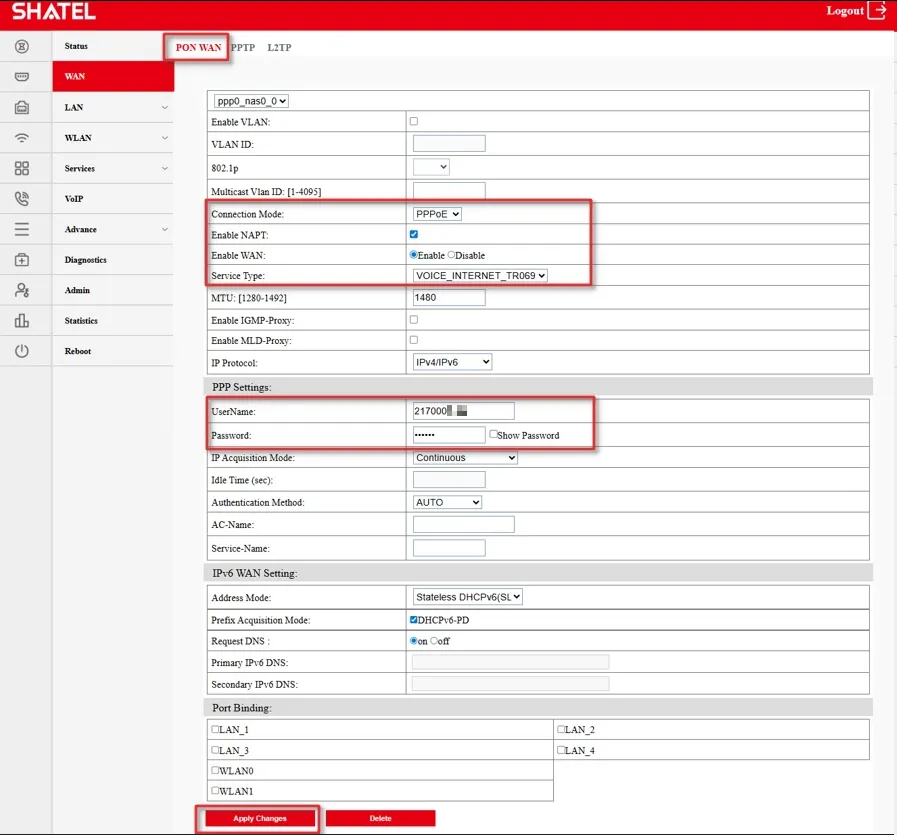 SHATEL
Logout
Status
PON WAN PPTP L2TP
WAN
LAN
WLAN
Services
VoIP
Advance
Diagnostics
Admin
Statistics
Reboot
ppp0_nas0_0
Enable VLAN:
VLAN ID:
802.1p
Multicast Vlan ID: [1-4095]
Connection Mode: PPPoE
Enable NAPT:
Enable WAN: Enable Disable
Service Type: VOICE_INTERNET_TR069
MTU: [1280-1492] 1480
Enable IGMP-Proxy:
Enable MLD-Proxy:
IP Protocol: IPv4/IPv6
PPP Settings:
UserName: 217000
Password: •••••• Show Password
IP Acquisition Mode: Continuous
Idle Time (sec):
Authentication Method: AUTO
AC-Name:
Service-Name:
IPv6 WAN Setting:
Address Mode: Stateless DHCPv6(SL
Prefix Acquisition Mode: DHCPv6-PD
Request DNS : on off
Primary IPv6 DNS:
Secondary IPv6 DNS:
Port Binding:
LAN_1 LAN_2
LAN_3 LAN_4
WLAN0
WLAN1
Apply Changes Delete